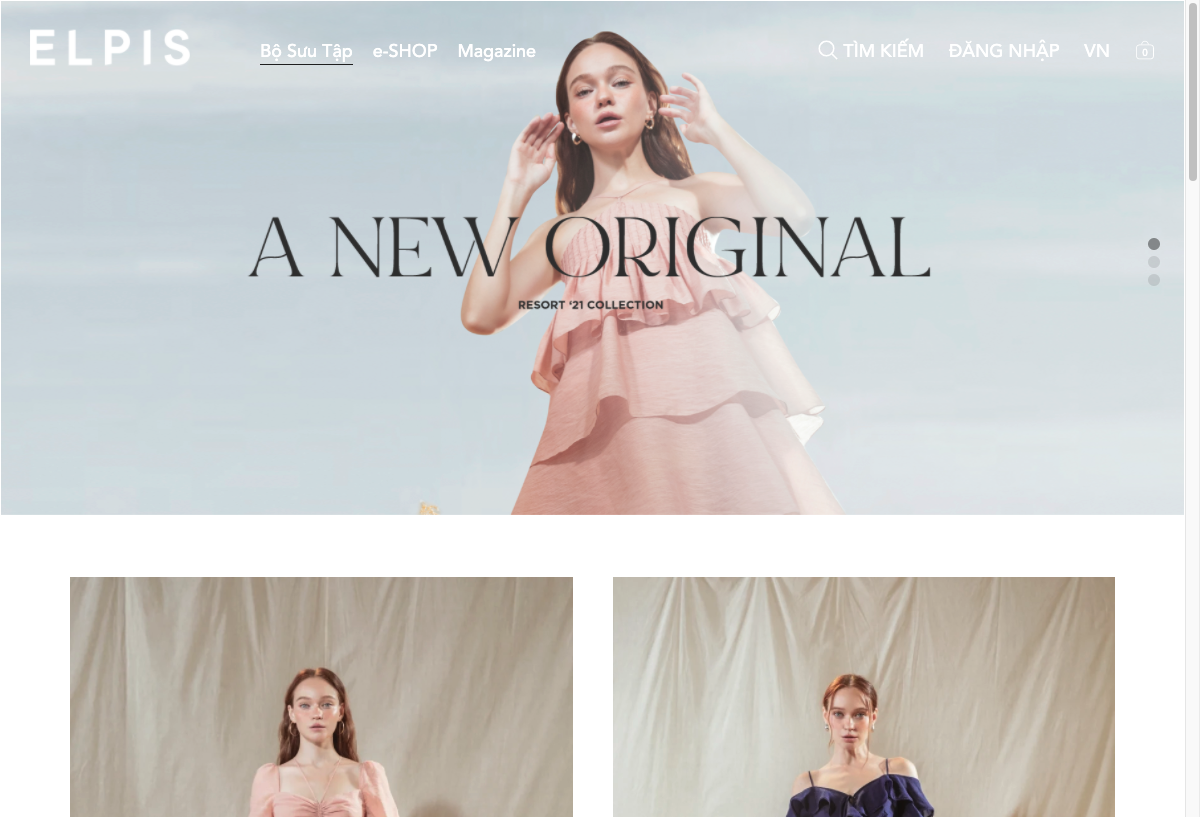 ELPIS
Bộ Sưu Tập e-SHOP Magazine
TÌM KIẾM ĐĂNG NHẬP VN 0
A NEW ORIGINAL
RESORT ‘21 COLLECTION